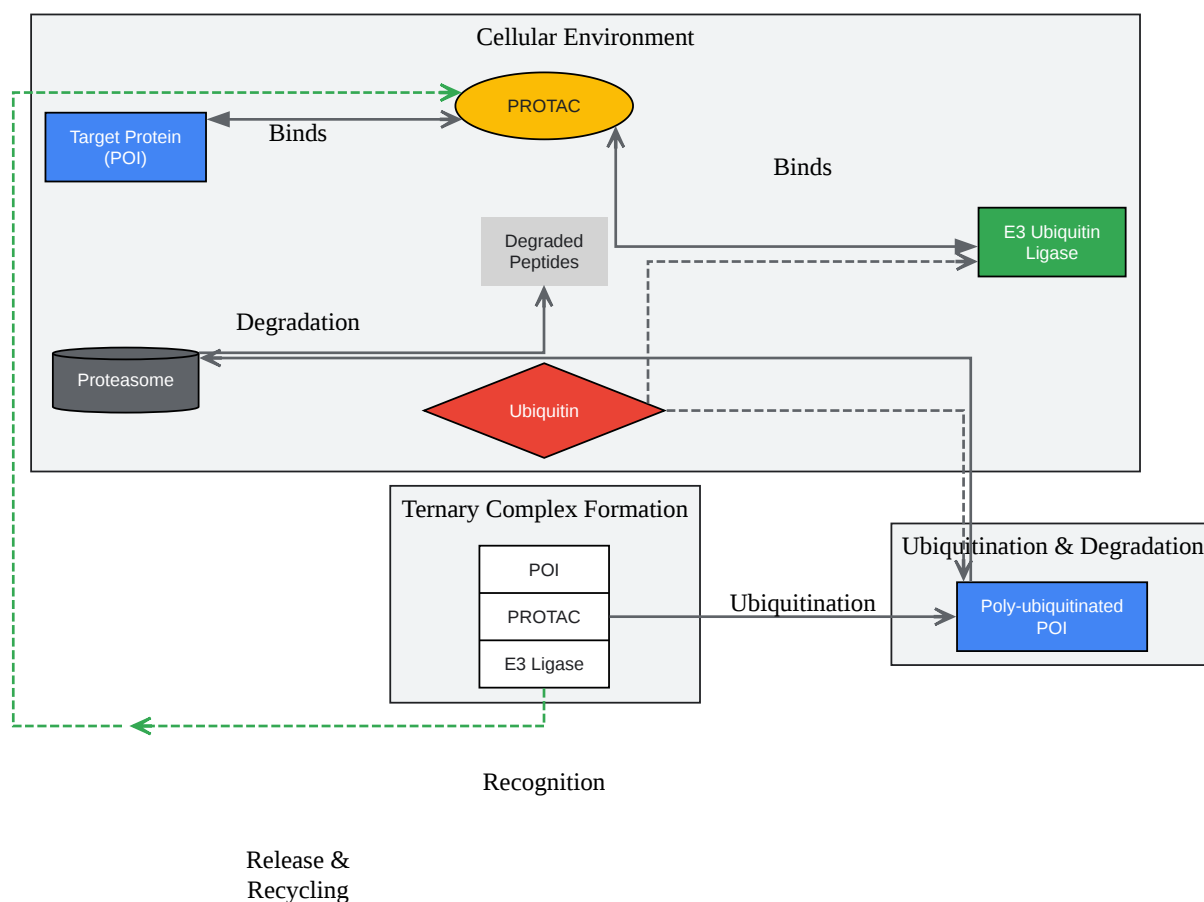 Cellular Environment
PROTAC
Target Protein
(POI)
Binds
Binds
E3 Ubiquitin
Ligase
Degraded
Peptides
Degradation
Proteasome
Ubiquitin
Ternary Complex Formation
POI
PROTAC
E3 Ligase
Ubiquitination
Ubiquitination & Degradation
Poly-ubiquitinated
POI
Recognition
Release &
Recycling